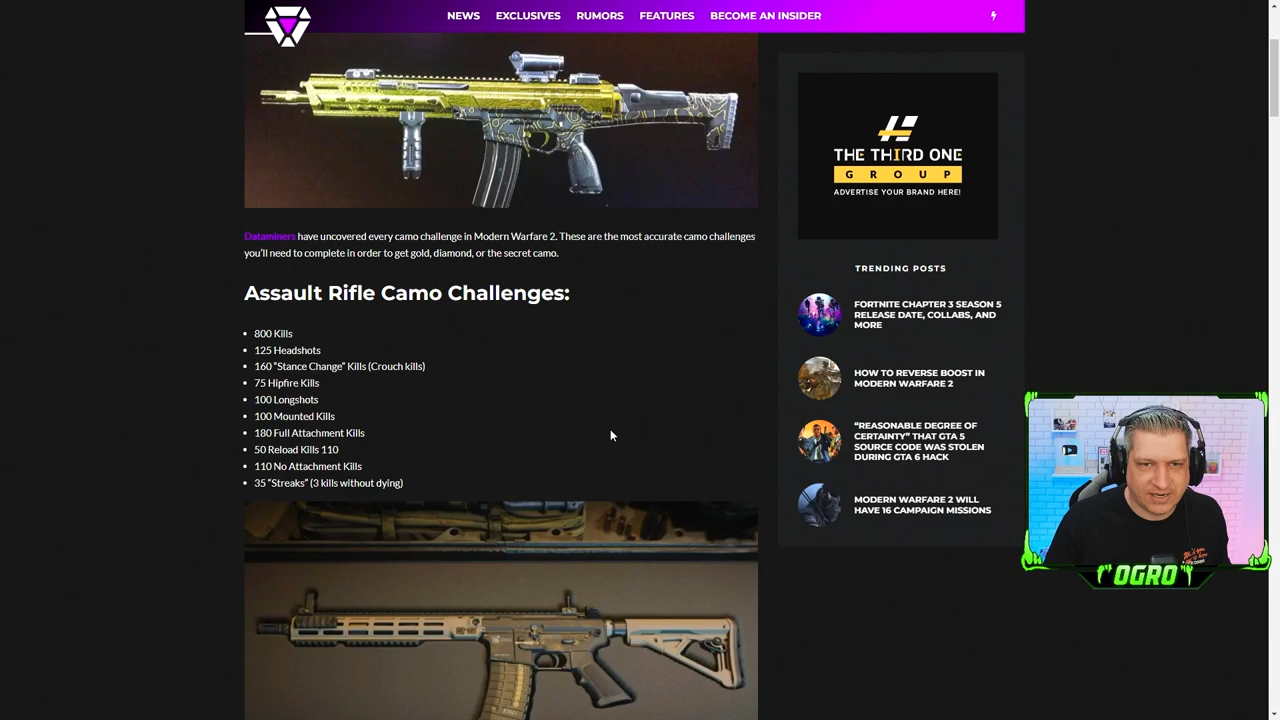 NEWS EXCLUSIVES RUMORS FEATURES BECOME AN INSIDER
Dataminers have uncovered every camo challenge in Modern Warfare 2. These are the most accurate camo challenges
you'll need to complete in order to get gold, diamond, or the secret camo.
Assault Rifle Camo Challenges:
800 Kills
125 Headshots
160 “Stance Change” Kills (Crouch kills)
75 Hipfire Kills
100 Longshots
100 Mounted Kills
180 Full Attachment Kills
50 Reload Kills 110
110 No Attachment Kills
35 “Streaks” (3 kills without dying)
THE THIRD ONE
GROUP
ADVERTISE YOUR BRAND HERE!
TRENDING POSTS
FORTNITE CHAPTER 3 SEASON 5
RELEASE DATE, COLLABS, AND
MORE
HOW TO REVERSE BOOST IN
MODERN WARFARE 2
“REASONABLE DEGREE OF
CERTAINTY” THAT GTA 5
SOURCE CODE WAS STOLEN
DURING GTA 6 HACK
MODERN WARFARE 2 WILL
HAVE 16 CAMPAIGN MISSIONS
OGRO